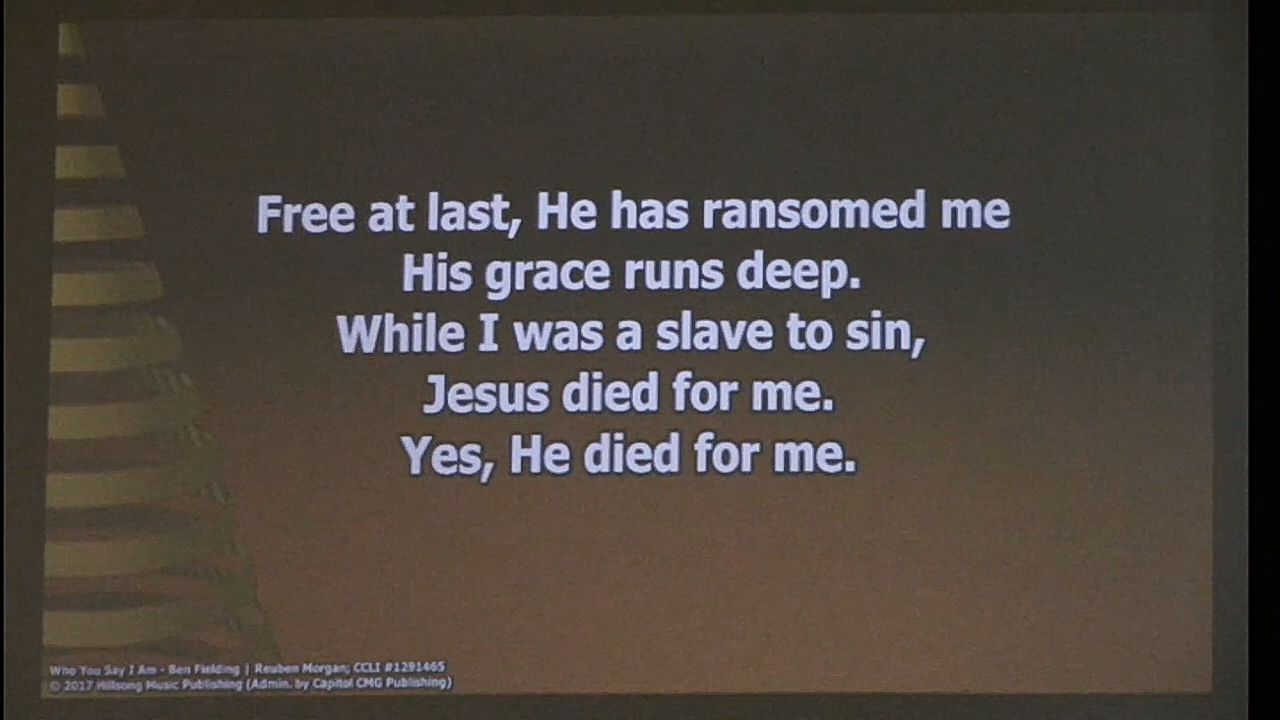 Free at last, He has ransomed me
His grace runs deep.
While I was a slave to sin,
Jesus died for me.
Yes, He died for me.
Who You Say I Am - Ben Fielding | Reuben Morgan; CCLI #1291465
© 2017 Hillsong Music Publishing (Admin. by Capitol CMG Publishing)